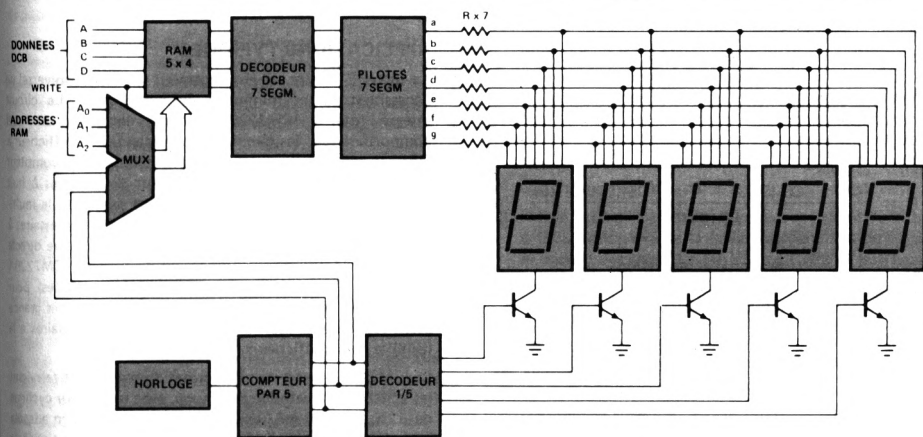 DONNEES
DCB
A
B
C
D
WRITE
ADRESSES
RAM
A0
A1
A2
MUX
RAM
5 x 4
DECODEUR
DCB
7 SEGM.
PILOTES
7 SEGM
a
b
c
d
e
f
g
R x 7
HORLOGE
COMPTEUR
PAR 5
DECODEUR
1/5